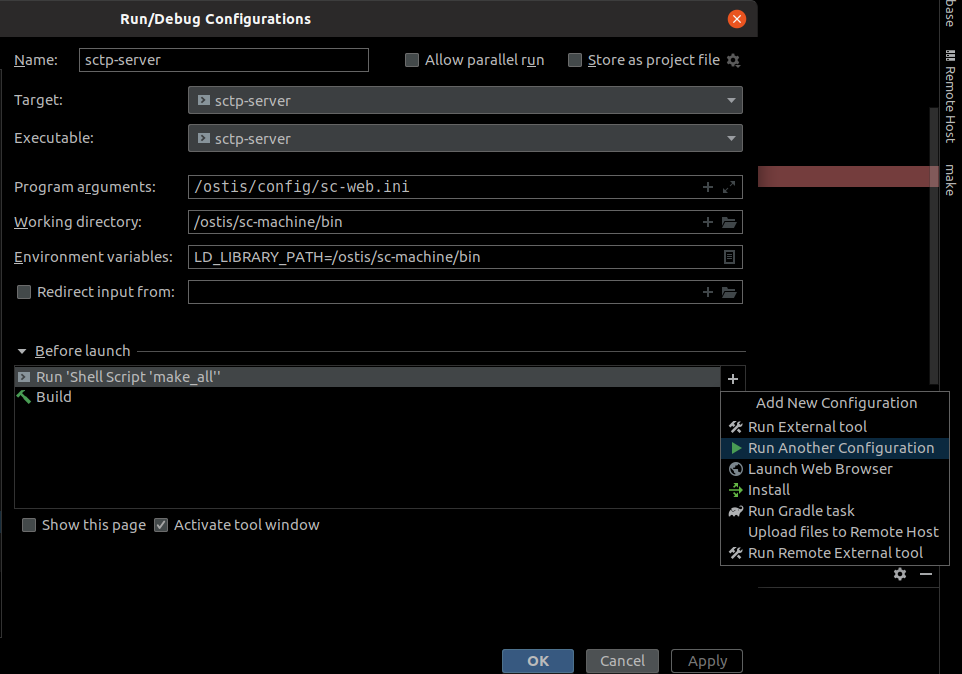 Run/Debug Configurations
Name: sctp-server Allow parallel run Store as project file
Target: sctp-server
Executable: sctp-server
Program arguments: /ostis/config/sc-web.ini
Working directory: /ostis/sc-machine/bin
Environment variables: LD_LIBRARY_PATH=/ostis/sc-machine/bin
Redirect input from:
Before launch
Run 'Shell Script 'make_all''
Build
Add New Configuration
Run External tool
Run Another Configuration
Launch Web Browser
Install
Run Gradle task
Upload files to Remote Host
Run Remote External tool
Show this page Activate tool window
OK Cancel Apply
Remote Host
make